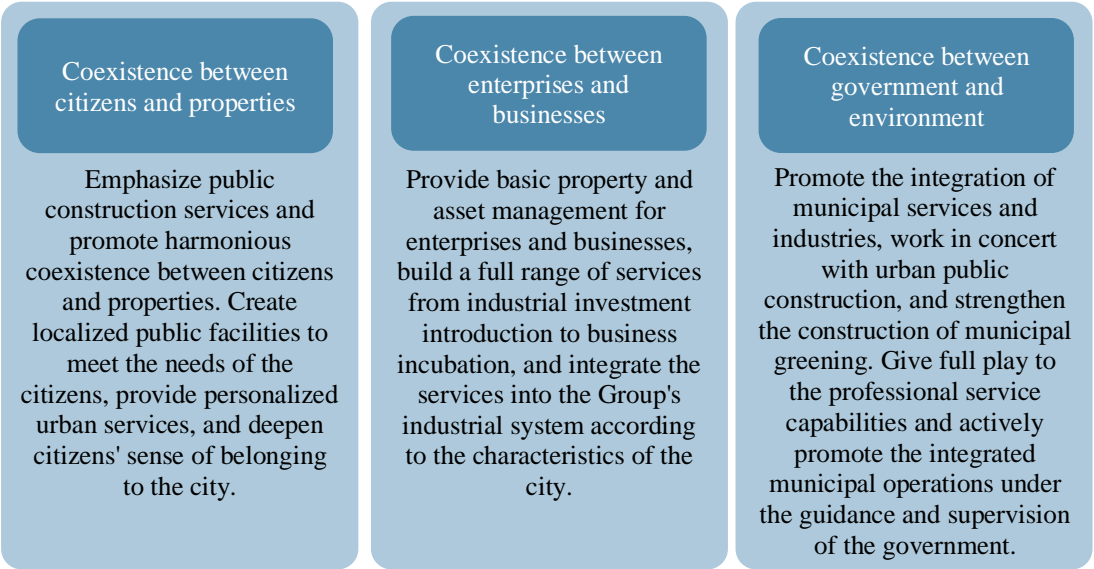 Coexistence between
citizens and properties
Emphasize public
construction services and
promote harmonious
coexistence between citizens
and properties. Create
localized public facilities to
meet the needs of the
citizens, provide personalized
urban services, and deepen
citizens' sense of belonging
to the city.
Coexistence between
enterprises and
businesses
Provide basic property and
asset management for
enterprises and businesses,
build a full range of services
from industrial investment
introduction to business
incubation, and integrate the
services into the Group's
industrial system according
to the characteristics of the
city.
Coexistence between
government and
environment
Promote the integration of
municipal services and
industries, work in concert
with urban public
construction, and strengthen
the construction of municipal
greening. Give full play to
the professional service
capabilities and actively
promote the integrated
municipal operations under
the guidance and supervision
of the government.